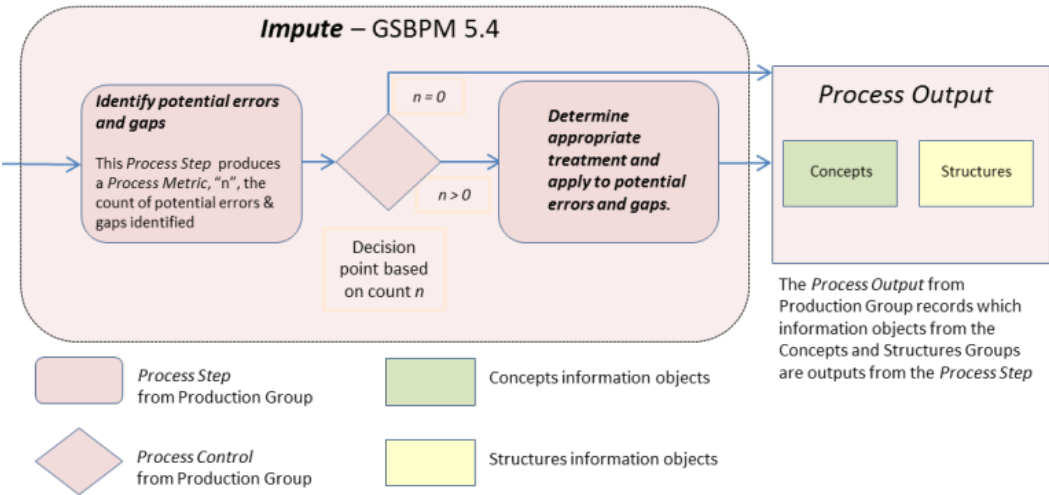 Impute – GSBPM 5.4
Identify potential errors
and gaps
This Process Step produces
a Process Metric, “n”, the
count of potential errors &
gaps identified
n = 0
n > 0
Decision
point based
on count n
Determine
appropriate
treatment and
apply to potential
errors and gaps.
Process Output
Concepts
Structures
The Process Output from
Production Group records which
information objects from the
Concepts and Structures Groups
are outputs from the Process Step
Process Step
from Production Group
Concepts information objects
Process Control
from Production Group
Structures information objects